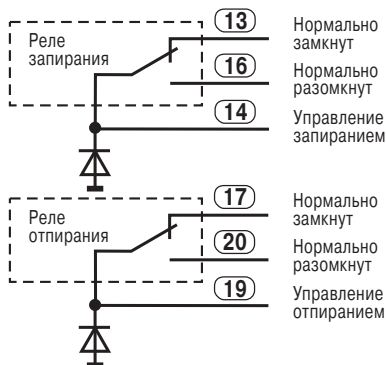 Реле
запирания
13
Нормально
замкнут
16
Нормально
разомкнут
14
Управление
запиранием
Реле
отпирания
17
Нормально
замкнут
20
Нормально
разомкнут
19
Управление
отпиранием